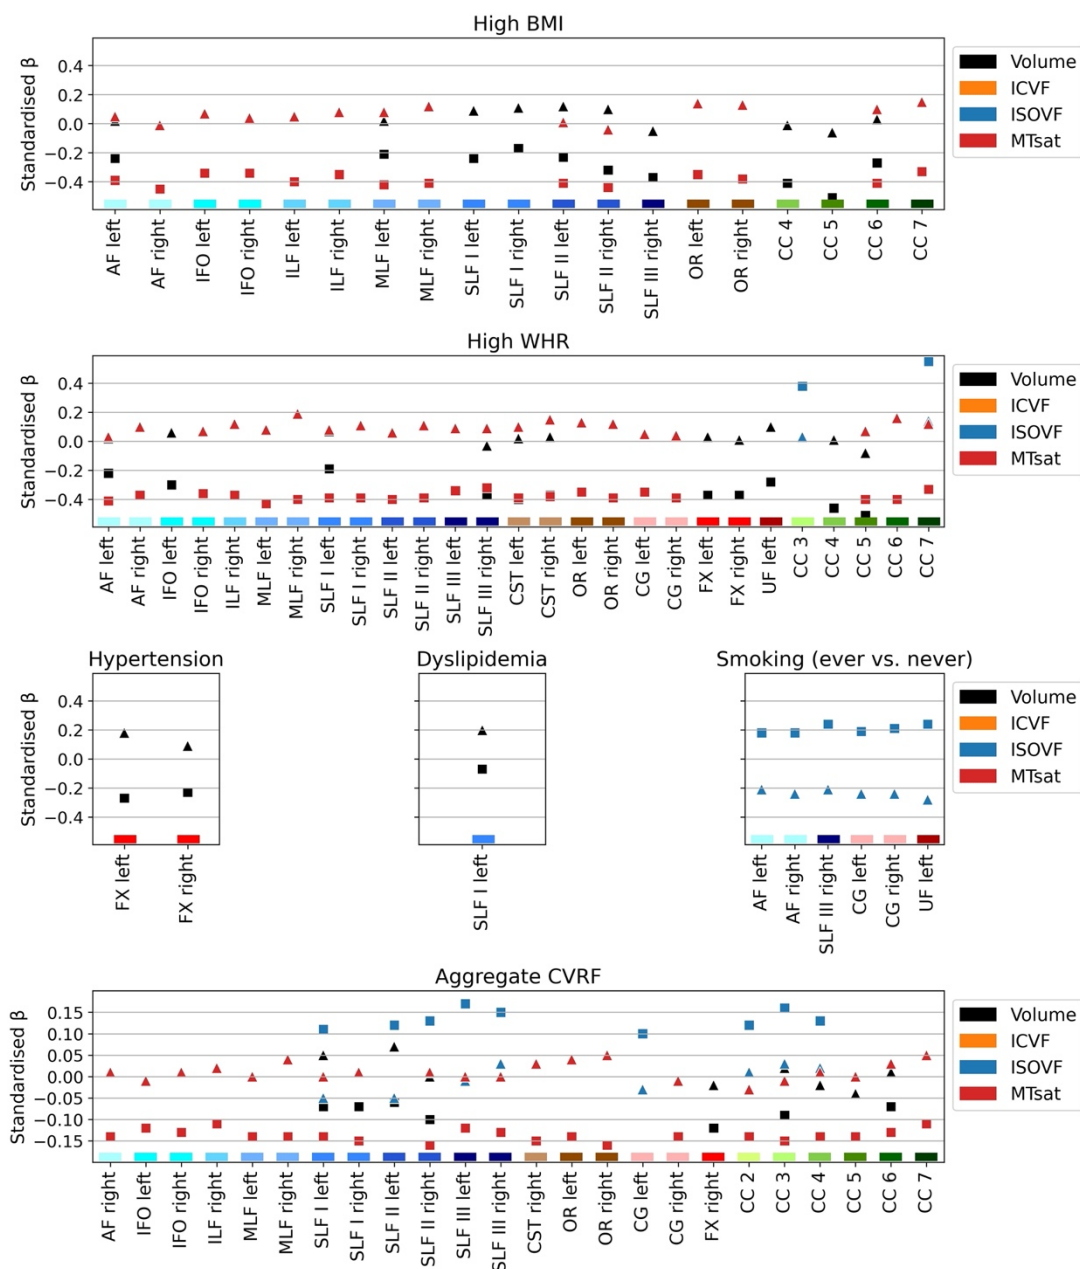 High BMI
Standardised β
0.4
0.2
0.0
−0.2
−0.4
AF left
AF right
IFO left
IFO right
ILF left
ILF right
MLF left
MLF right
SLF I left
SLF I right
SLF II left
SLF II right
SLF III right
OR left
OR right
CC 4
CC 5
CC 6
CC 7
Volume
ICVF
ISOVF
MTsat
High WHR
Standardised β
0.4
0.2
0.0
−0.2
−0.4
AF left
AF right
IFO left
IFO right
ILF right
MLF left
MLF right
SLF I left
SLF I right
SLF II left
SLF II right
SLF III left
SLF III right
CST left
CST right
OR left
OR right
CG left
CG right
FX left
FX right
UF left
CC 3
CC 4
CC 5
CC 6
CC 7
Volume
ICVF
ISOVF
MTsat
Hypertension
Standardised β
0.4
0.2
0.0
−0.2
−0.4
FX left
FX right
Dyslipidemia
SLF I left
Smoking (ever vs. never)
AF left
AF right
SLF III right
CG left
CG right
UF left
Volume
ICVF
ISOVF
MTsat
Aggregate CVRF
Standardised β
0.15
0.10
0.05
0.00
−0.05
−0.10
−0.15
AF right
IFO left
IFO right
ILF right
MLF left
MLF right
SLF I left
SLF I right
SLF II left
SLF II right
SLF III left
SLF III right
CST right
OR left
OR right
CG left
CG right
FX right
CC 2
CC 3
CC 4
CC 5
CC 6
CC 7
Volume
ICVF
ISOVF
MTsat